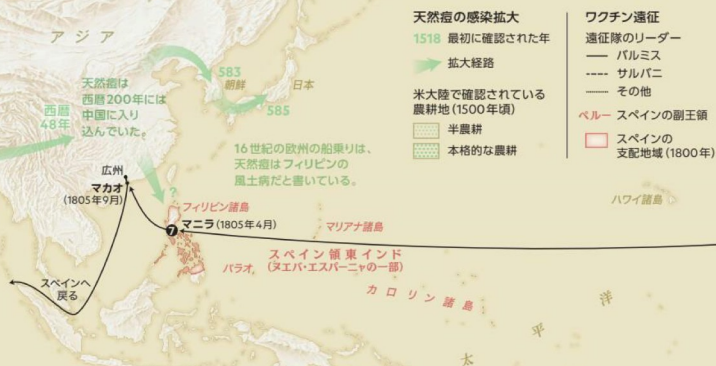 アジア
天然痘は
西暦200年には
中国に入り
込んでいた。
西暦
48年
583
朝鮮
日本
585
16世紀の欧州の船乗りは、
天然痘はフィリピンの
風土病だと書いている。
広州
マカオ
(1805年9月)
?
フィリピン諸島
7
マニラ(1805年4月)
マリアナ諸島
スペイン領東インド
(ヌエバ・エスパーニャの一部)
パラオ
カロリン諸島
スペインへ
戻る
ハワイ諸島
太平洋
天然痘の感染拡大
1518 最初に確認された年
拡大経路
米大陸で確認されている
農耕地(1500年頃)
半農耕
本格的な農耕
ワクチン遠征
遠征隊のリーダー
バルミス
サルバニ
その他
ペルー スペインの副王領
スペインの
支配地域(1800年)